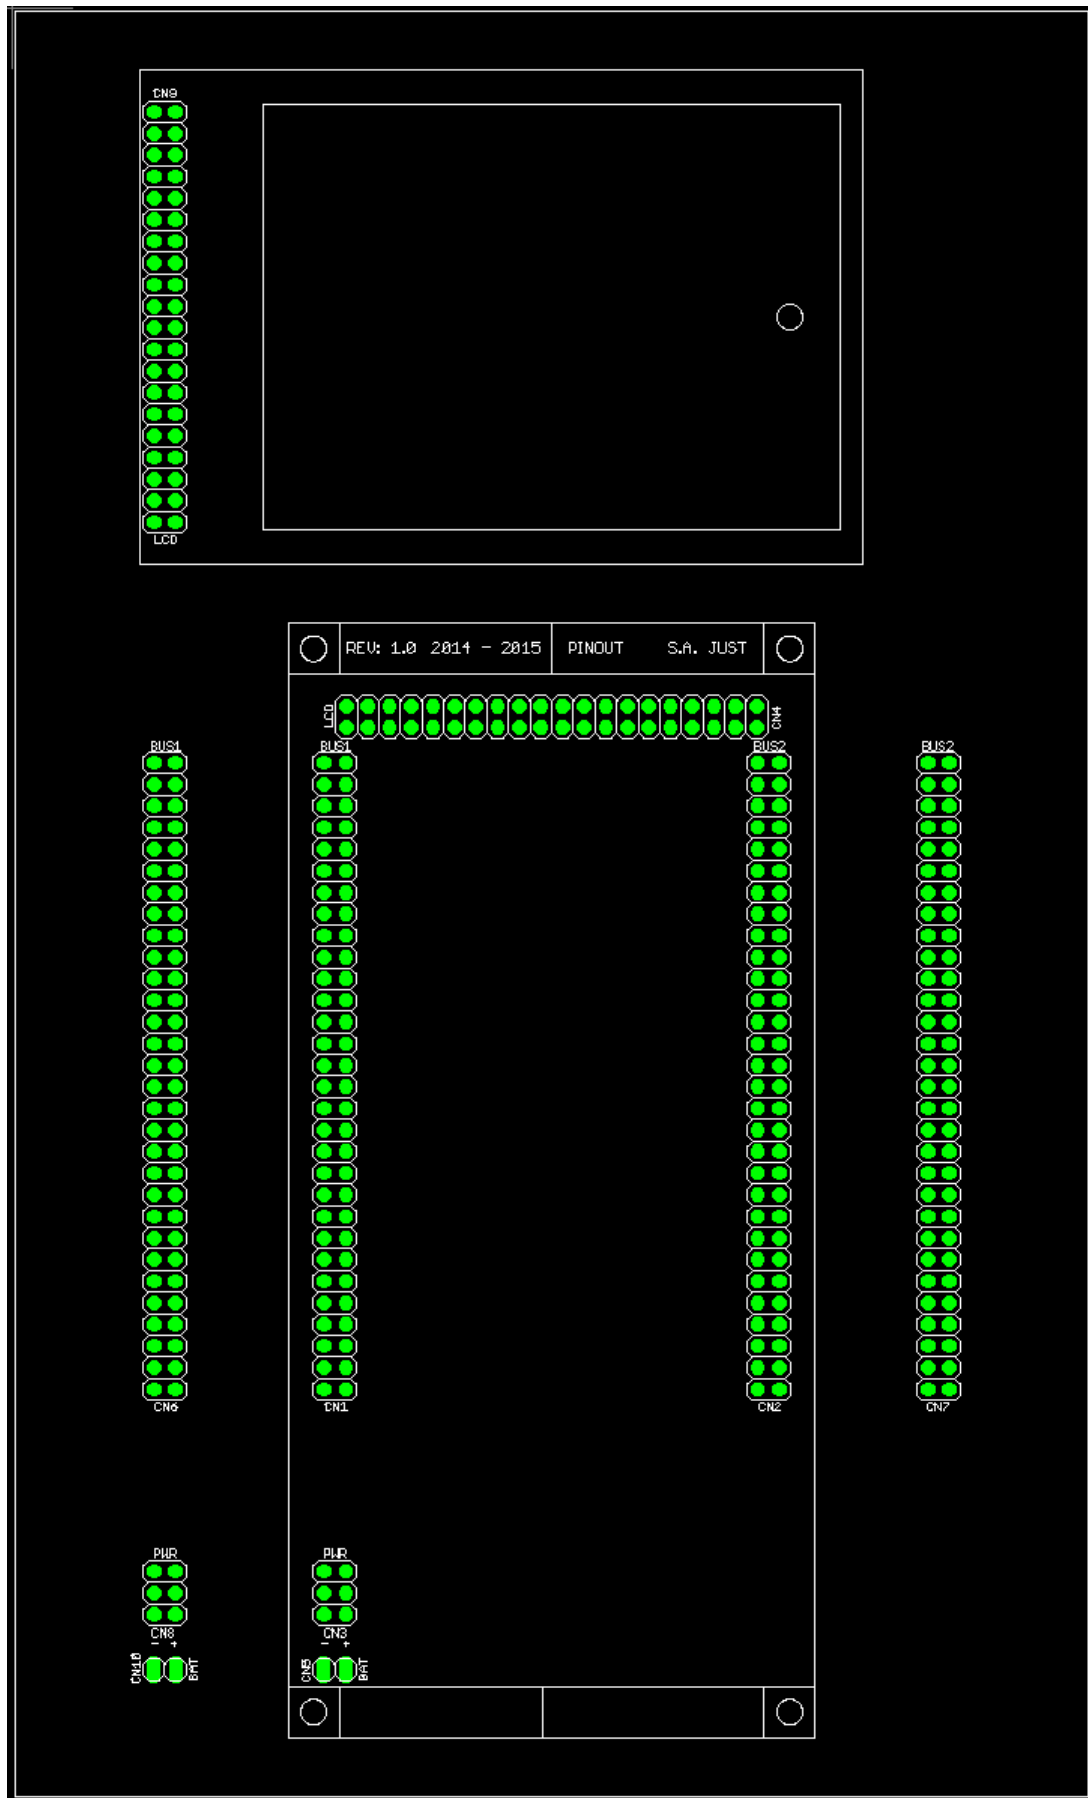 CN9
LCD
REV: 1.0 2014 - 2015 PINOUT S.A. JUST
LCD
CN4
BUS1
BUS1
BUS2
BUS2
CN6
CN1
CN2
CN7
PWR
PWR
CN8
CN3
- +
- +
CN10
BAT
CN5
BAT